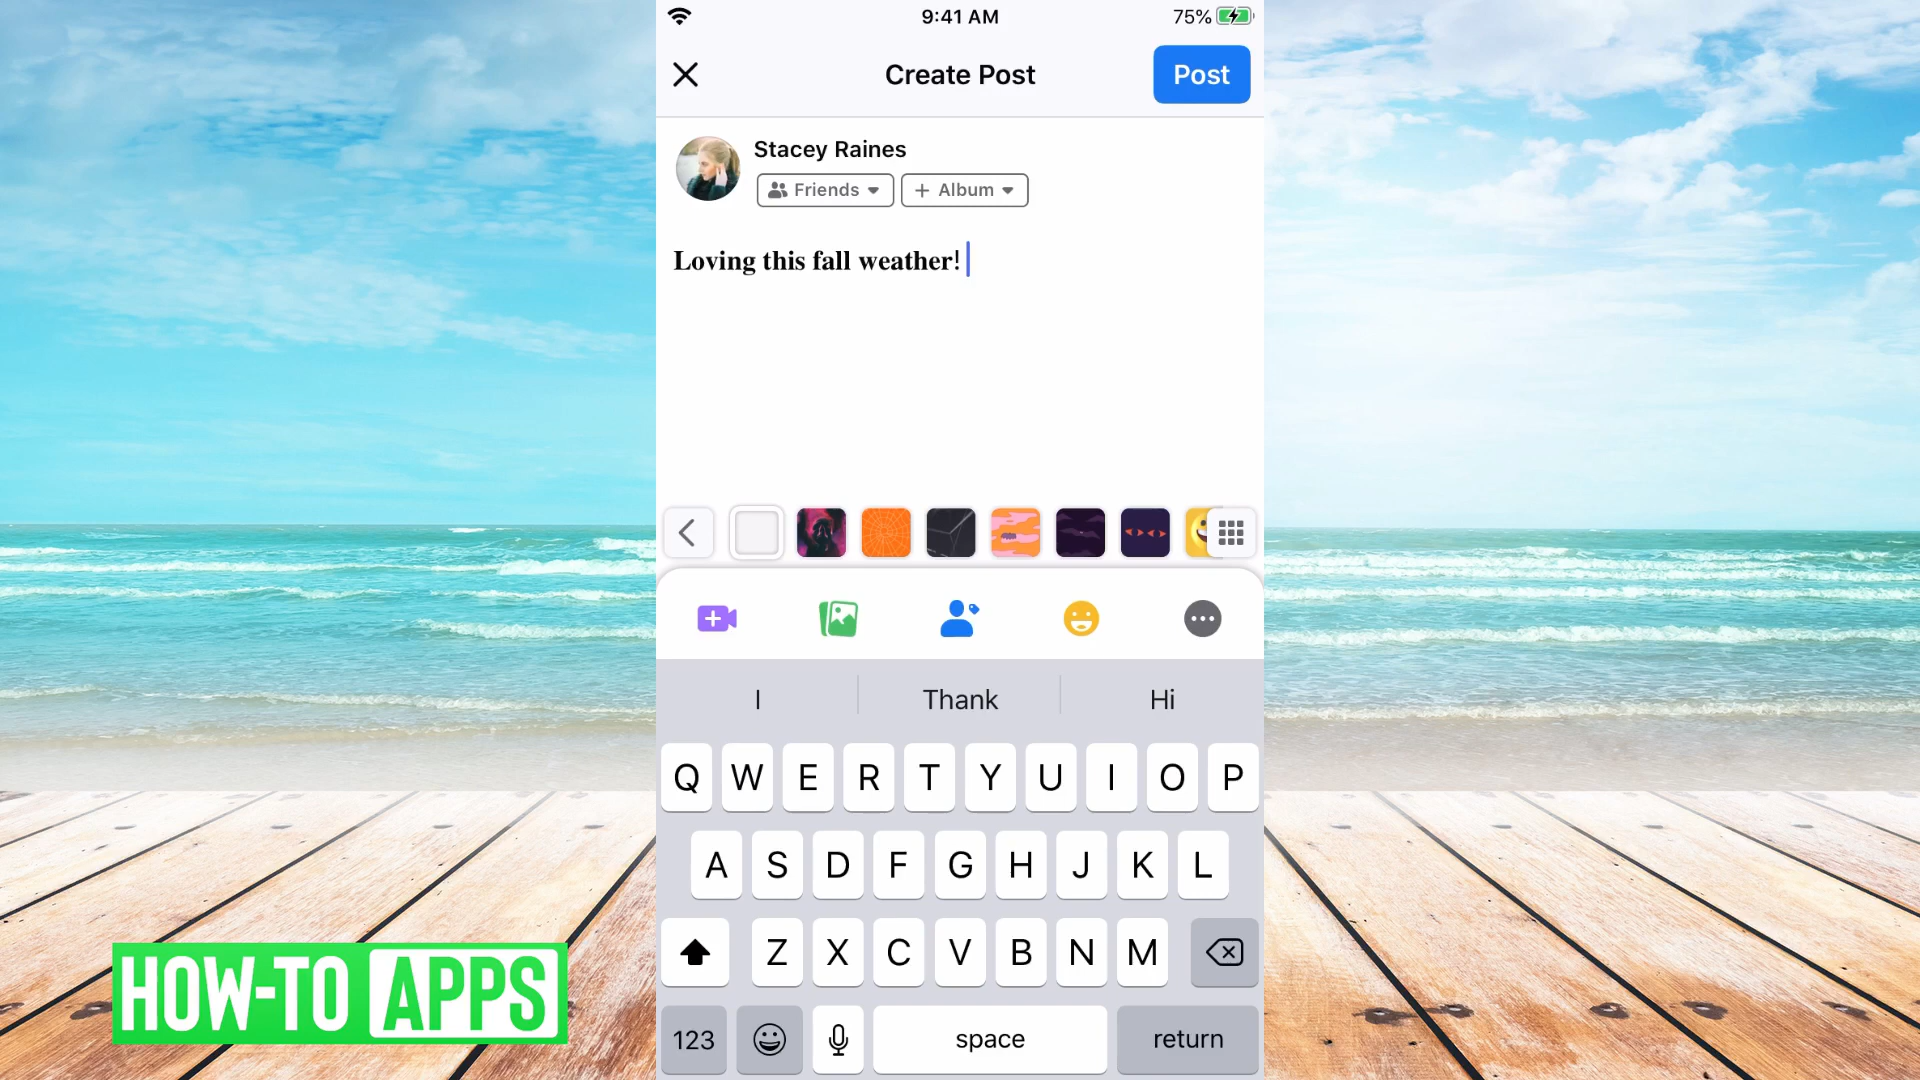 9:41 AM
75%
Create Post
Post
Stacey Raines
Friends
+ Album
Loving this fall weather!
I Thank Hi
Q W E R T Y U I O P
A S D F G H J K L
Z X C V B N M
123 space return
HOW-TO APPS